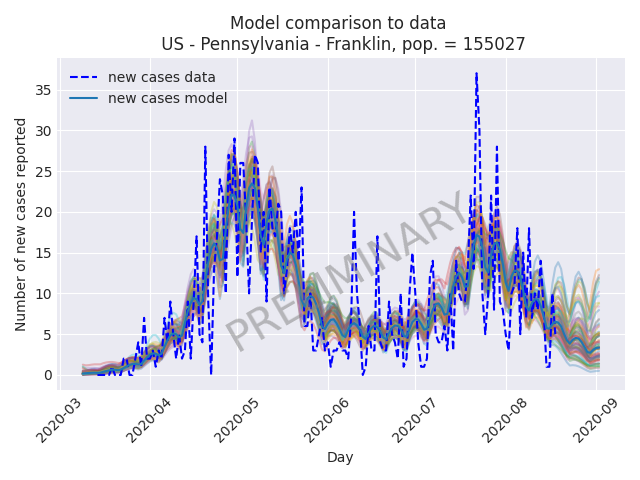 Model comparison to data
US - Pennsylvania - Franklin, pop. = 155027
new cases data
new cases model
Number of new cases reported
35
30
25
20
15
10
5
0
PRELIMINARY
2020-03
2020-04
2020-05
2020-06
2020-07
2020-08
2020-09
Day